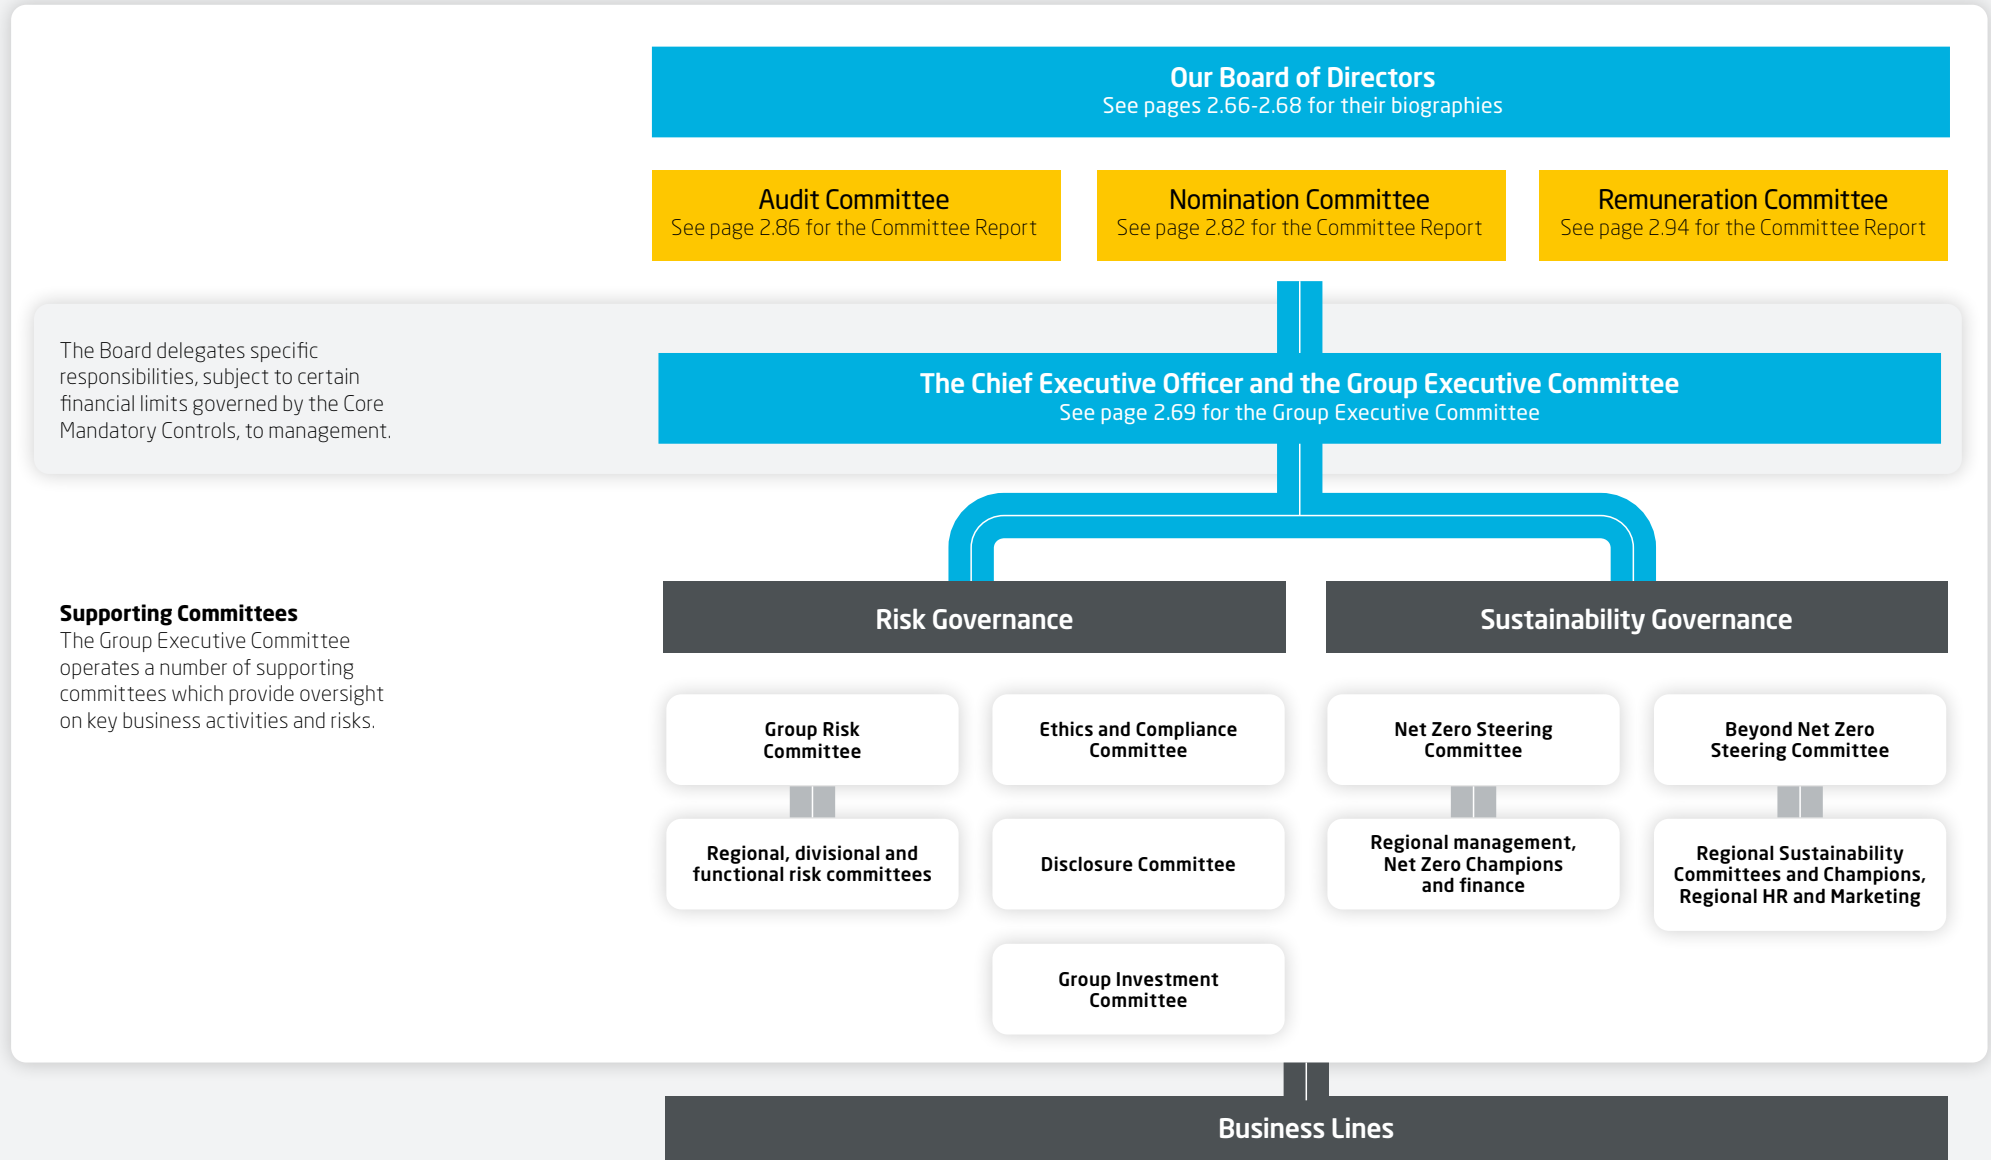 Our Board of Directors
See pages 2.66-2.68 for their biographies
Audit Committee
See page 2.86 for the Committee Report
Nomination Committee
See page 2.82 for the Committee Report
Remuneration Committee
See page 2.94 for the Committee Report
The Board delegates specific
responsibilities, subject to certain
financial limits governed by the Core
Mandatory Controls, to management.
The Chief Executive Officer and the Group Executive Committee
See page 2.69 for the Group Executive Committee
Supporting Committees
The Group Executive Committee
operates a number of supporting
committees which provide oversight
on key business activities and risks.
Risk Governance
Sustainability Governance
Group Risk
Committee
Ethics and Compliance
Committee
Net Zero Steering
Committee
Beyond Net Zero
Steering Committee
Regional, divisional and
functional risk committees
Disclosure Committee
Regional management,
Net Zero Champions
and finance
Regional Sustainability
Committees and Champions,
Regional HR and Marketing
Group Investment
Committee
Business Lines